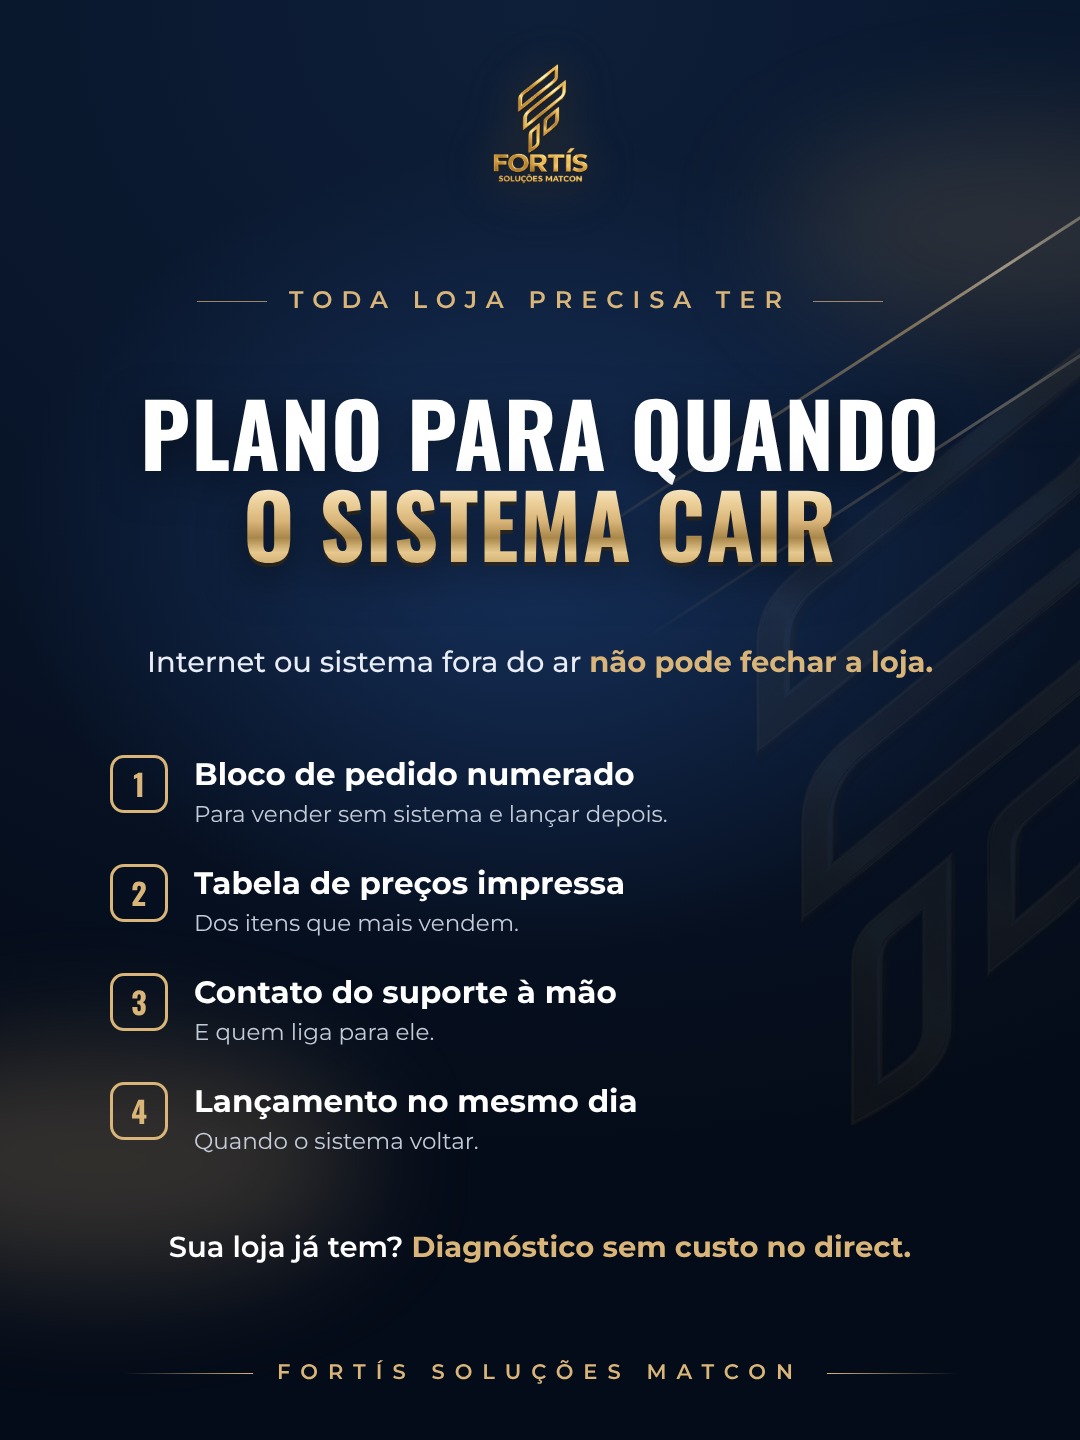 FORTÍS
SOLUÇÕES MATCON
TODA LOJA PRECISA TER
PLANO PARA QUANDO
O SISTEMA CAIR
Internet ou sistema fora do ar não pode fechar a loja.
1
Bloco de pedido numerado
Para vender sem sistema e lançar depois.
2
Tabela de preços impressa
Dos itens que mais vendem.
3
Contato do suporte à mão
E quem liga para ele.
4
Lançamento no mesmo dia
Quando o sistema voltar.
Sua loja já tem? Diagnóstico sem custo no direct.
FORTÍS SOLUÇÕES MATCON